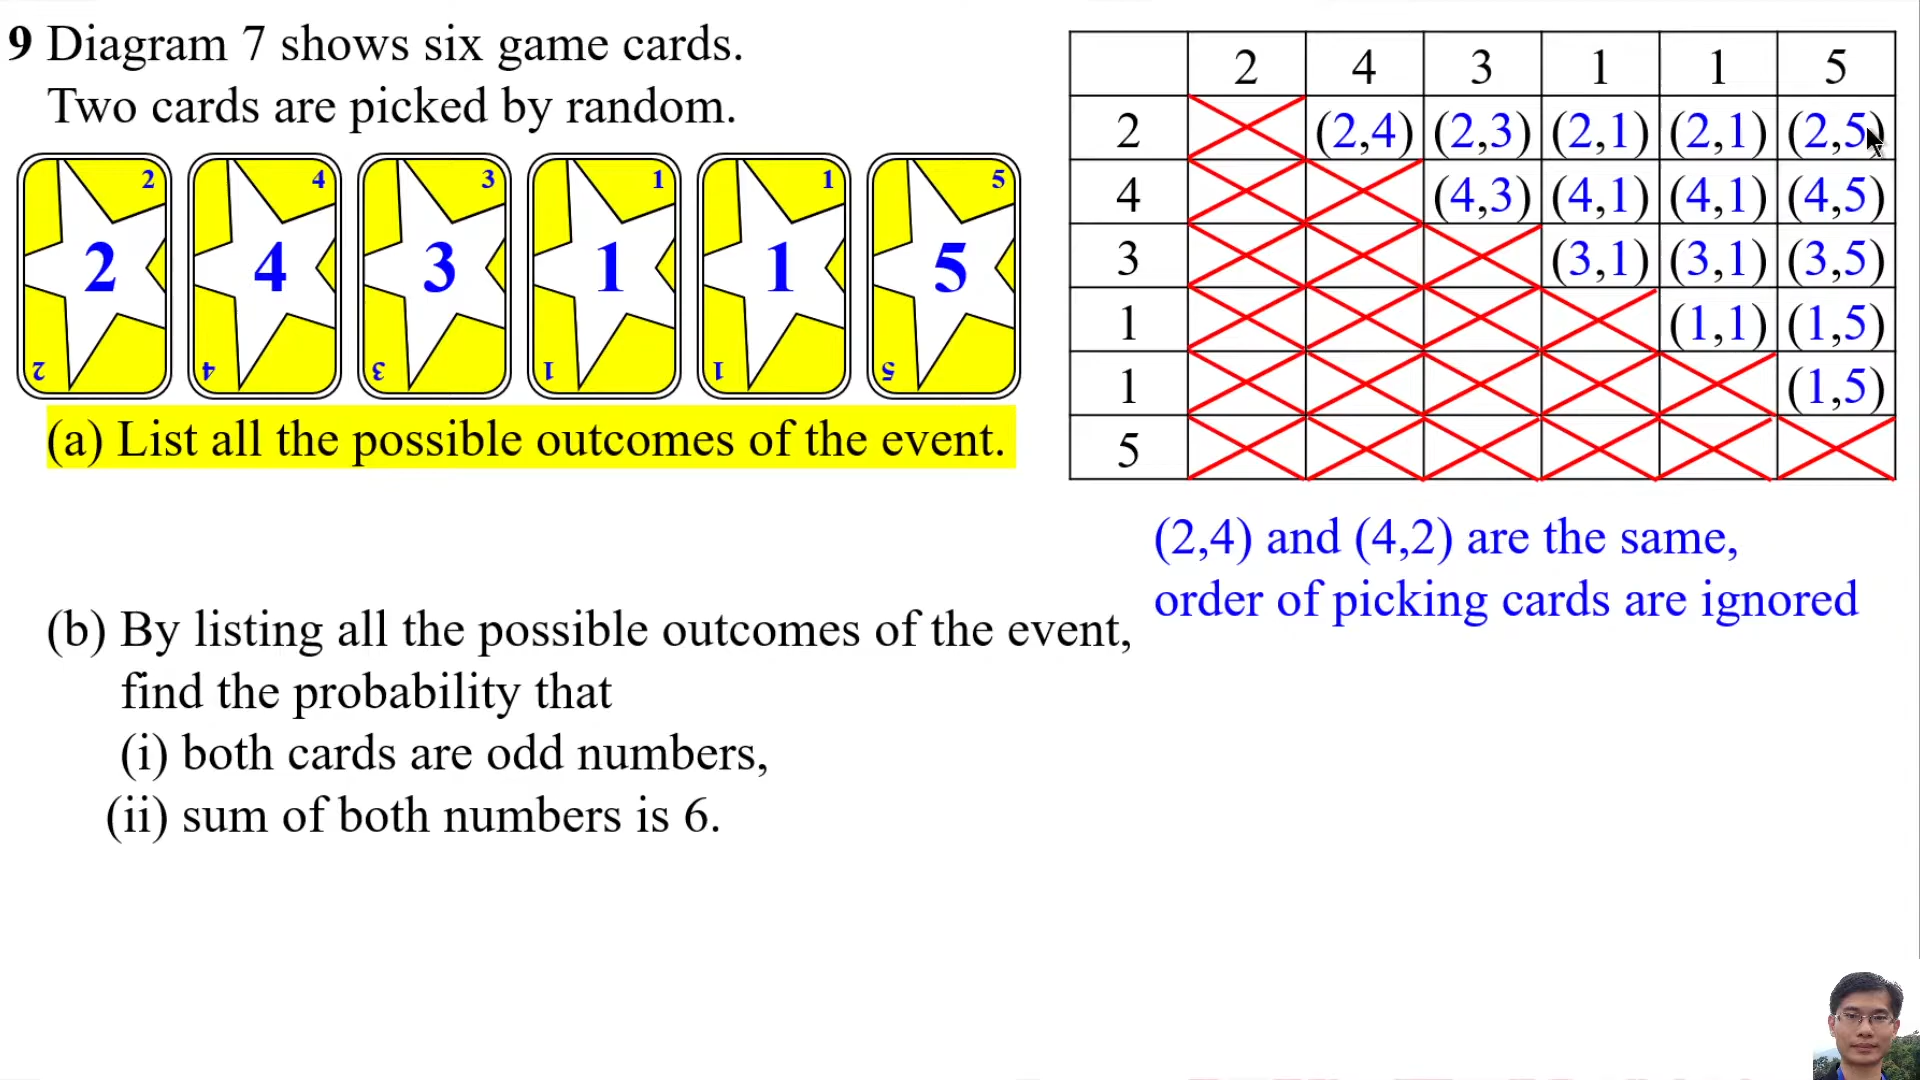 9 Diagram 7 shows six game cards.
Two cards are picked by random.
2 4 3 1 1 5
2 4 3 1 1 5
2 4 3 1 1 5
(a) List all the possible outcomes of the event.
(b) By listing all the possible outcomes of the event,
find the probability that
(i) both cards are odd numbers,
(ii) sum of both numbers is 6.
2 4 3 1 1 5
2 (2,4) (2,3) (2,1) (2,1) (2,5)
4 (4,3) (4,1) (4,1) (4,5)
3 (3,1) (3,1) (3,5)
1 (1,1) (1,5)
1 (1,5)
5
(2,4) and (4,2) are the same,
order of picking cards are ignored